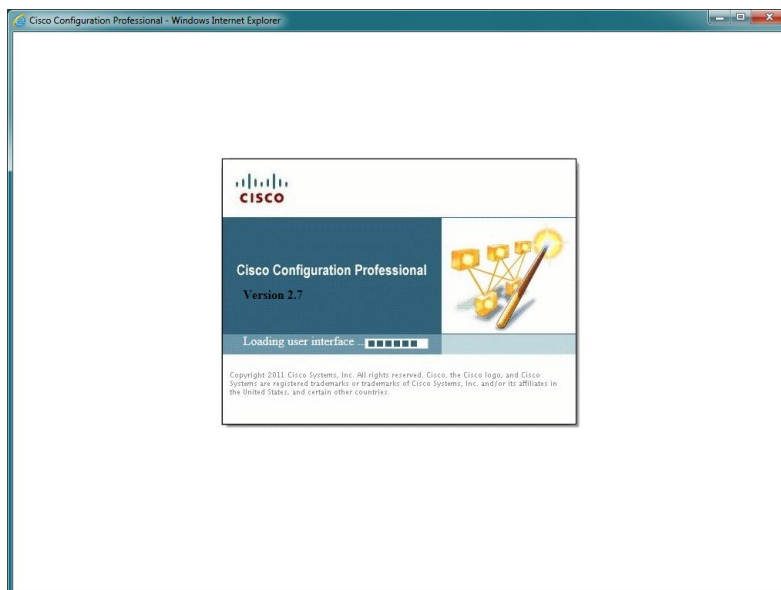 Cisco Configuration Professional - Windows Internet Explorer
CISCO
Cisco Configuration Professional
Version 2.7
Loading user interface ...
Copyright 2011 Cisco Systems, Inc. All rights reserved. Cisco, the Cisco logo, and Cisco
Systems are registered trademarks or trademarks of Cisco Systems, Inc. and/or its affiliates in
the United States, and certain other countries.